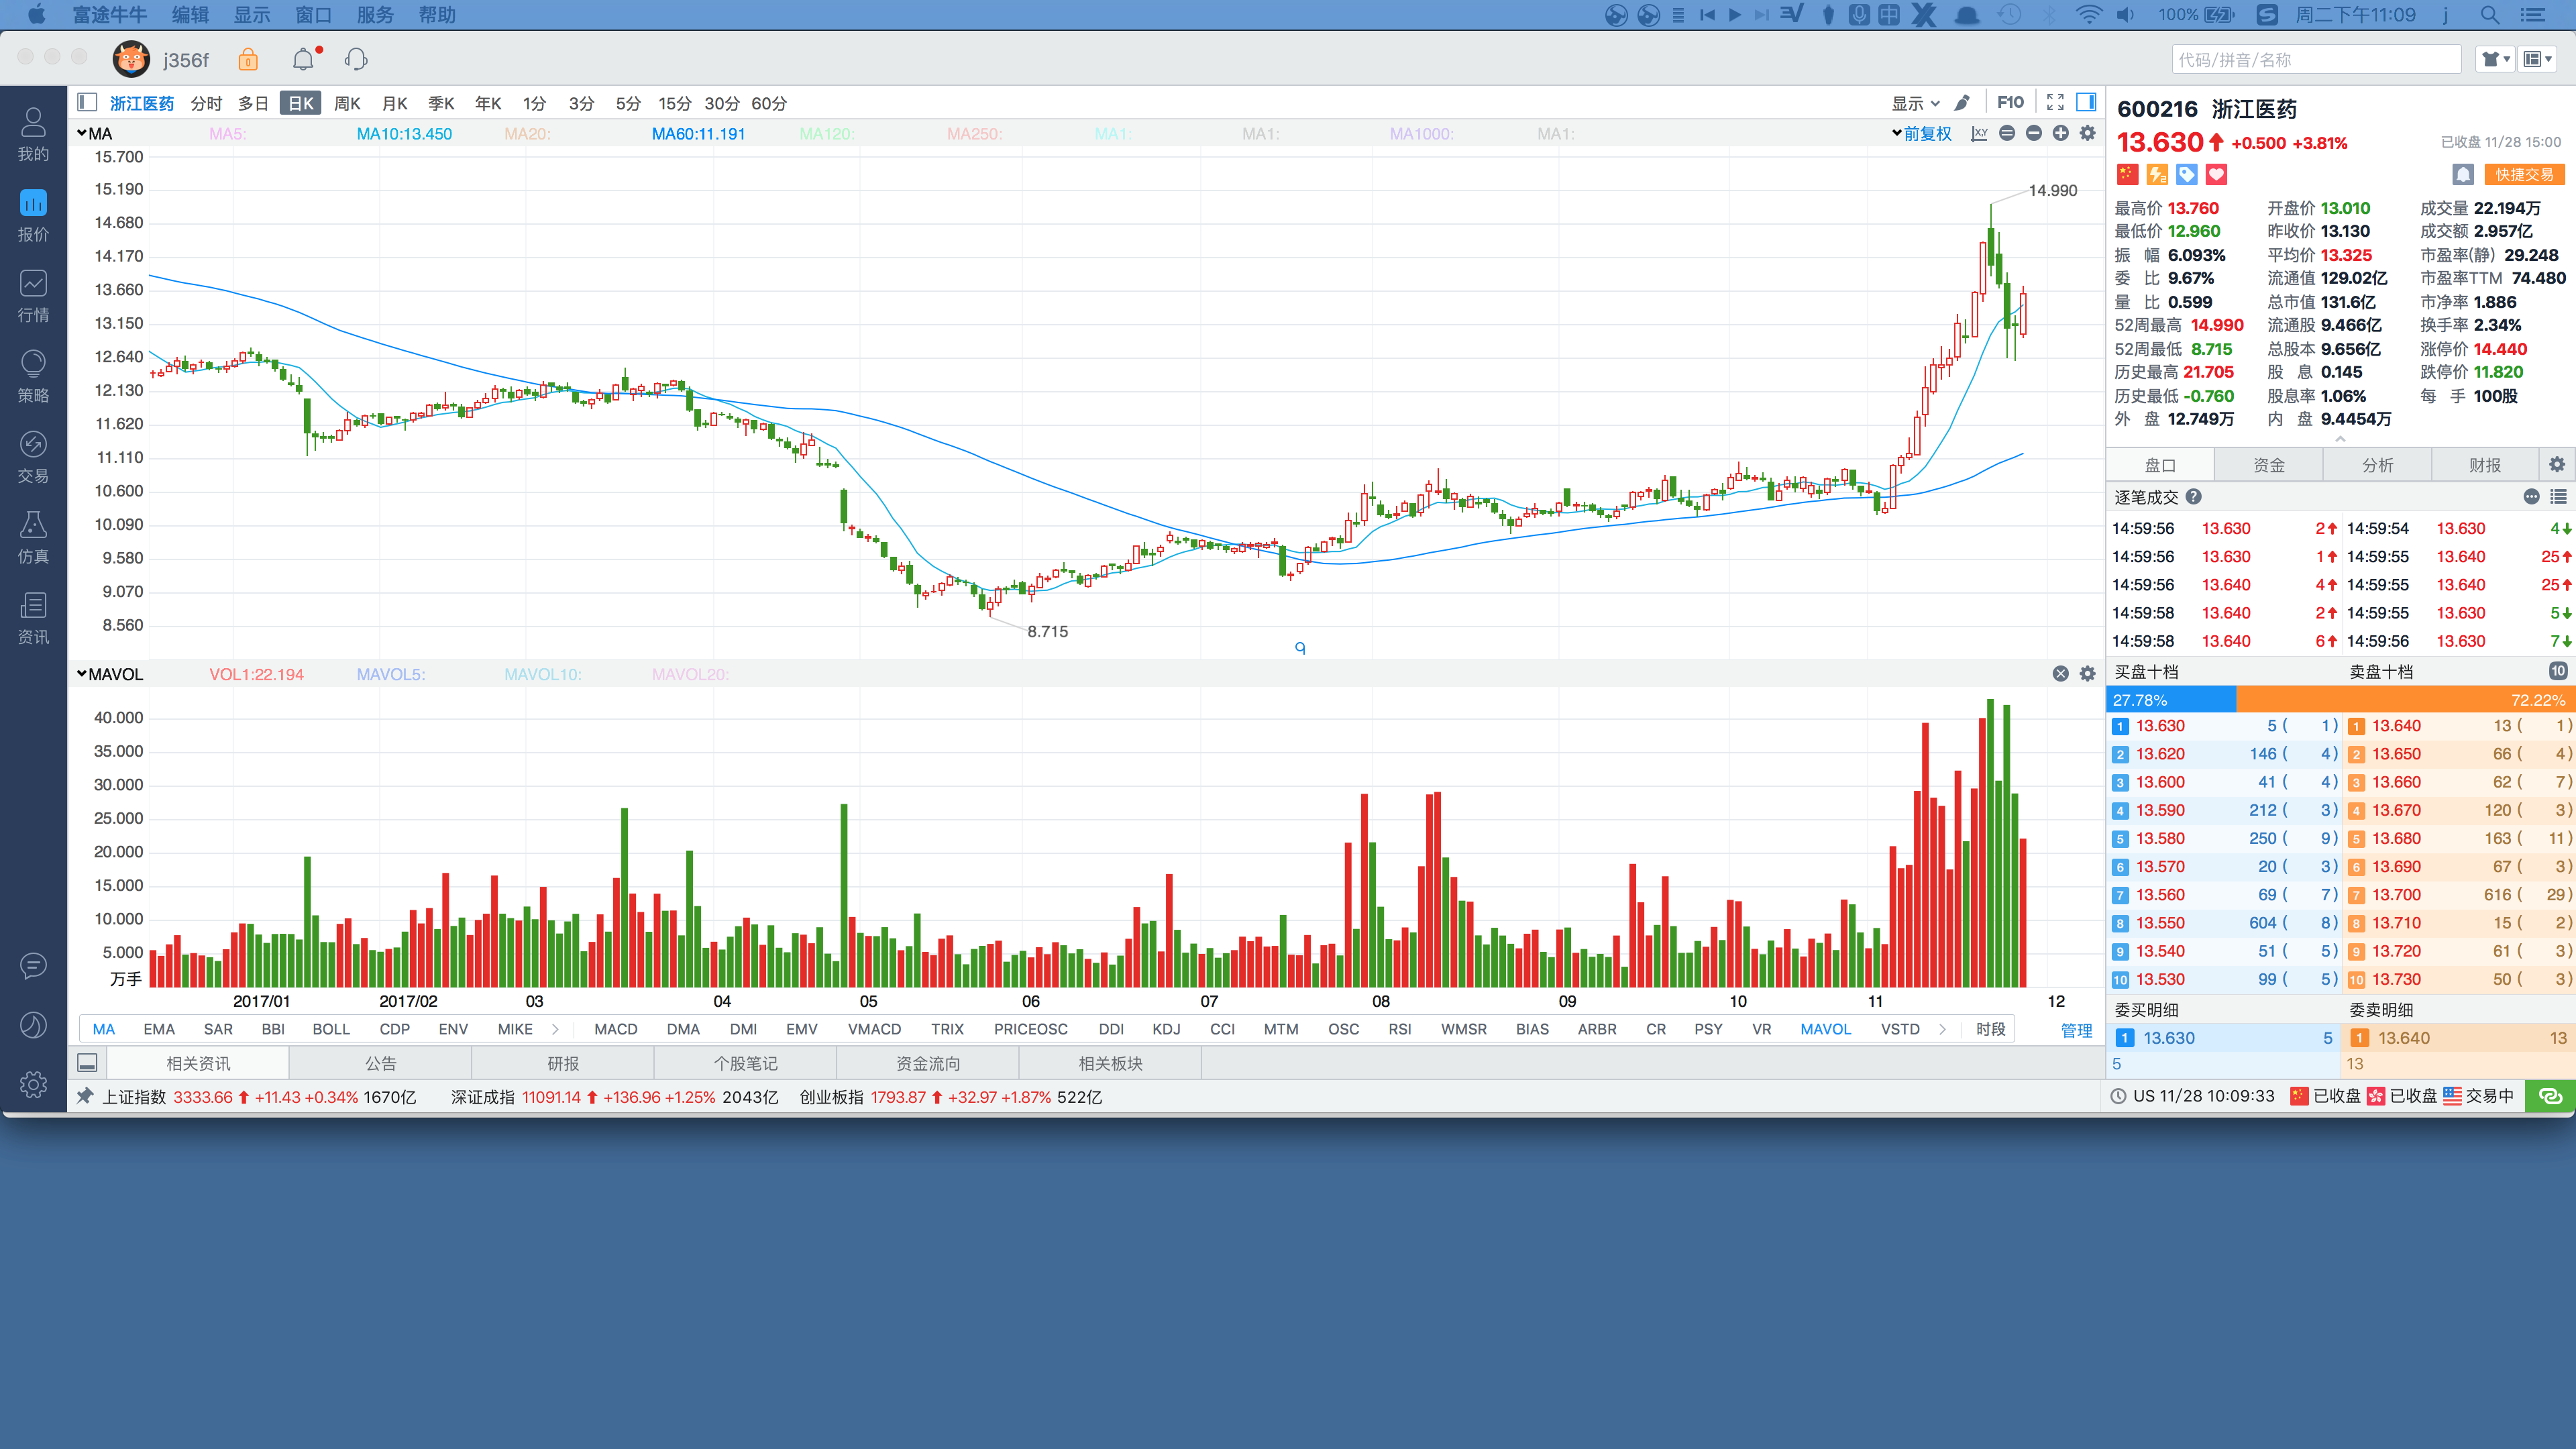 富途牛牛 编辑 显示 窗口 服务 帮助 100% 周二下午11:09 j
j356f 代码/拼音/名称
浙江医药 分时 多日 日K 周K 月K 季K 年K 1分 3分 5分 15分 30分 60分 显示 F10
MA MA5: MA10:13.450 MA20: MA60:11.191 MA120: MA250: MA1: MA1: MA1000: MA1: 前复权
15.700
15.190
14.680
14.170
13.660
13.150
12.640
12.130
11.620
11.110
10.600
10.090
9.580
9.070
8.560
14.990
8.715
MAVOL VOL1:22.194 MAVOL5: MAVOL10: MAVOL20:
40.000
35.000
30.000
25.000
20.000
15.000
10.000
5.000
万手
2017/01 2017/02 03 04 05 06 07 08 09 10 11 12
MA EMA SAR BBI BOLL CDP ENV MIKE MACD DMA DMI EMV VMACD TRIX PRICEOSC DDI KDJ CCI MTM OSC RSI WMSR BIAS ARBR CR PSY VR MAVOL VSTD 时段 管理
相关资讯 公告 研报 个股笔记 资金流向 相关板块
上证指数 3333.66 +11.43 +0.34% 1670亿 深证成指 11091.14 +136.96 +1.25% 2043亿 创业板指 1793.87 +32.97 +1.87% 522亿
我的
报价
行情
策略
交易
仿真
资讯
600216 浙江医药
13.630 +0.500 +3.81% 已收盘 11/28 15:00
快捷交易
最高价 13.760 开盘价 13.010 成交量 22.194万
最低价 12.960 昨收价 13.130 成交额 2.957亿
振 幅 6.093% 平均价 13.325 市盈率(静) 29.248
委 比 9.67% 流通值 129.02亿 市盈率TTM 74.480
量 比 0.599 总市值 131.6亿 市净率 1.886
52周最高 14.990 流通股 9.466亿 换手率 2.34%
52周最低 8.715 总股本 9.656亿 涨停价 14.440
历史最高 21.705 股 息 0.145 跌停价 11.820
历史最低 -0.760 股息率 1.06% 每 手 100股
外 盘 12.749万 内 盘 9.4454万
盘口 资金 分析 财报
逐笔成交
14:59:56 13.630 2 14:59:54 13.630 4
14:59:56 13.630 1 14:59:55 13.640 25
14:59:56 13.640 4 14:59:55 13.640 25
14:59:58 13.640 2 14:59:55 13.630 5
14:59:58 13.640 6 14:59:56 13.630 7
买盘十档 卖盘十档 10
27.78% 72.22%
1 13.630 5 ( 1) 1 13.640 13 ( 1)
2 13.620 146 ( 4) 2 13.650 66 ( 4)
3 13.600 41 ( 4) 3 13.660 62 ( 7)
4 13.590 212 ( 3) 4 13.670 120 ( 3)
5 13.580 250 ( 9) 5 13.680 163 ( 11)
6 13.570 20 ( 3) 6 13.690 67 ( 3)
7 13.560 69 ( 7) 7 13.700 616 ( 29)
8 13.550 604 ( 8) 8 13.710 15 ( 2)
9 13.540 51 ( 5) 9 13.720 61 ( 3)
10 13.530 99 ( 5) 10 13.730 50 ( 3)
委买明细 委卖明细
1 13.630 5 1 13.640 13
5 13
US 11/28 10:09:33 已收盘 已收盘 交易中